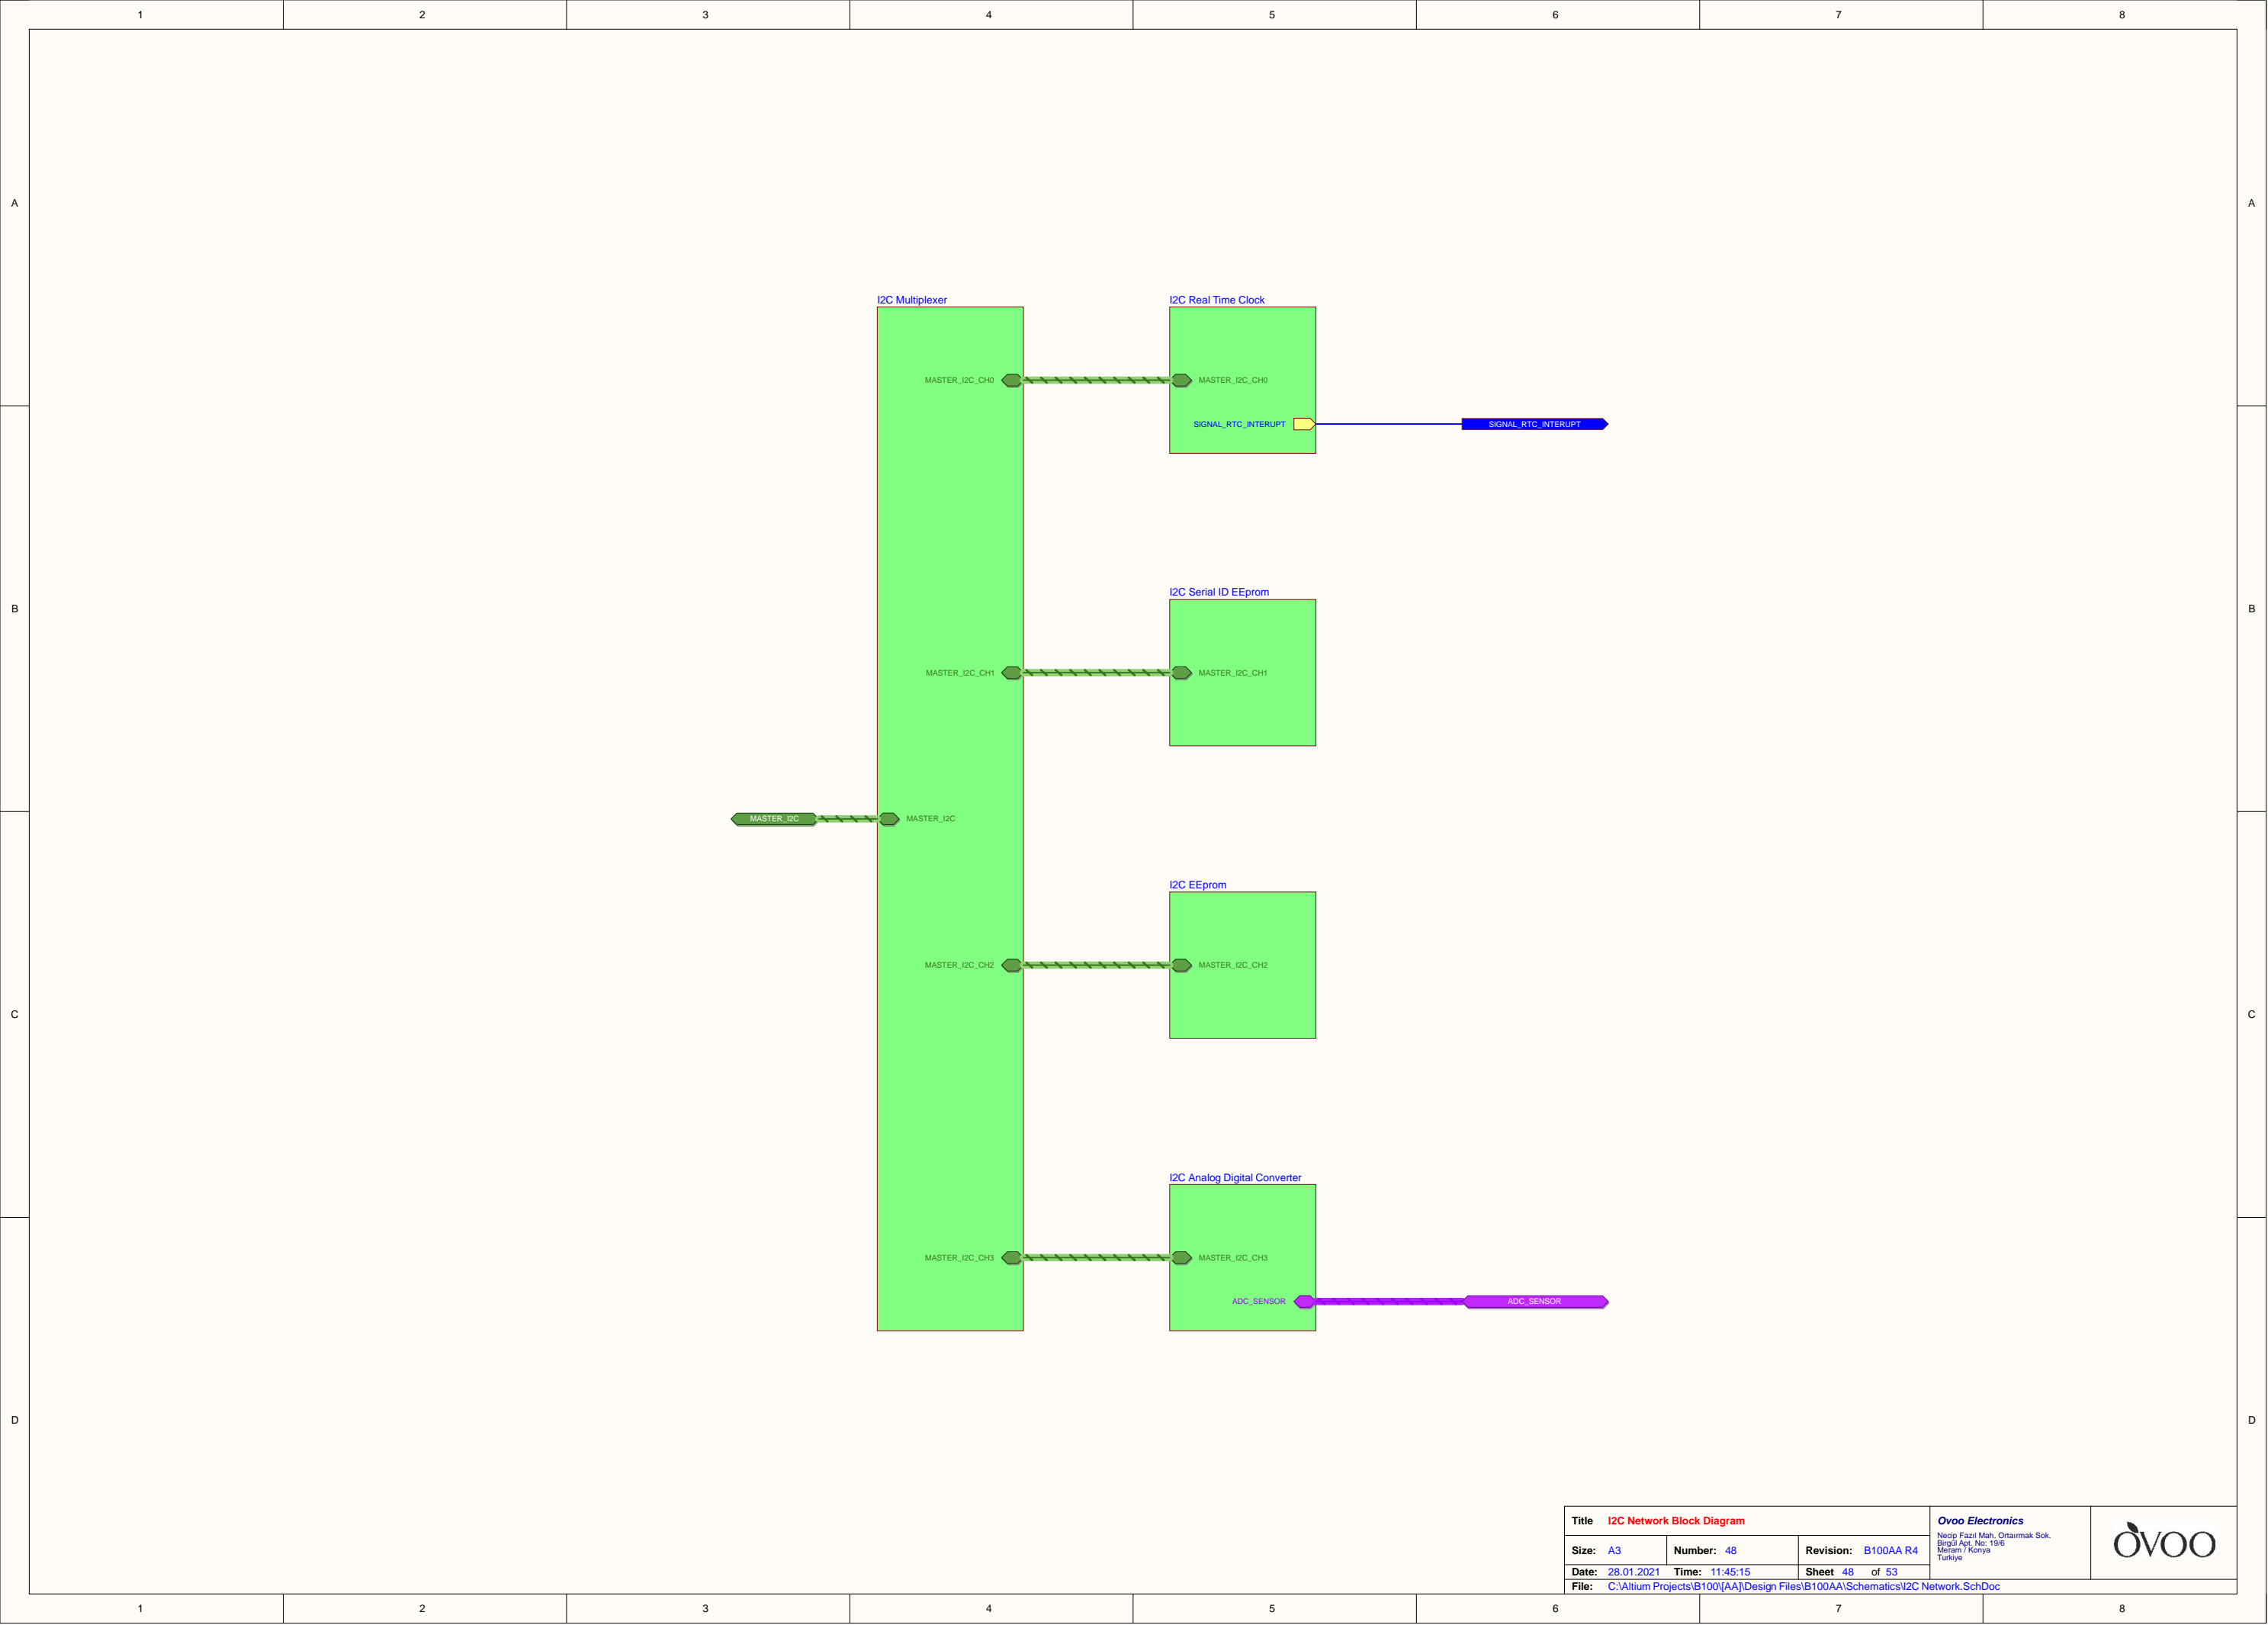 1 2 3 4 5 6 7 8
A A
I2C Multiplexer I2C Real Time Clock
MASTER_I2C_CH0 MASTER_I2C_CH0
SIGNAL_RTC_INTERUPT SIGNAL_RTC_INTERUPT
I2C Serial ID EEprom
B B
MASTER_I2C_CH1 MASTER_I2C_CH1
MASTER_I2C MASTER_I2C
I2C EEprom
MASTER_I2C_CH2 MASTER_I2C_CH2
C C
I2C Analog Digital Converter
MASTER_I2C_CH3 MASTER_I2C_CH3
ADC_SENSOR ADC_SENSOR
D D
Title I2C Network Block Diagram
Size: A3 Number: 48 Revision: B100AA R4
Date: 28.01.2021 Time: 11:45:15 Sheet 48 of 53
File: C:\Altium Projects\B100\[AA]\Design Files\B100AA\Schematics\I2C Network.SchDoc
Ovoo Electronics
Necip Fazıl Mah. Ortaırmak Sok.
Birgül Apt. No: 19/6
Meram / Konya
Turkiye
OVOO
1 2 3 4 5 6 7 8